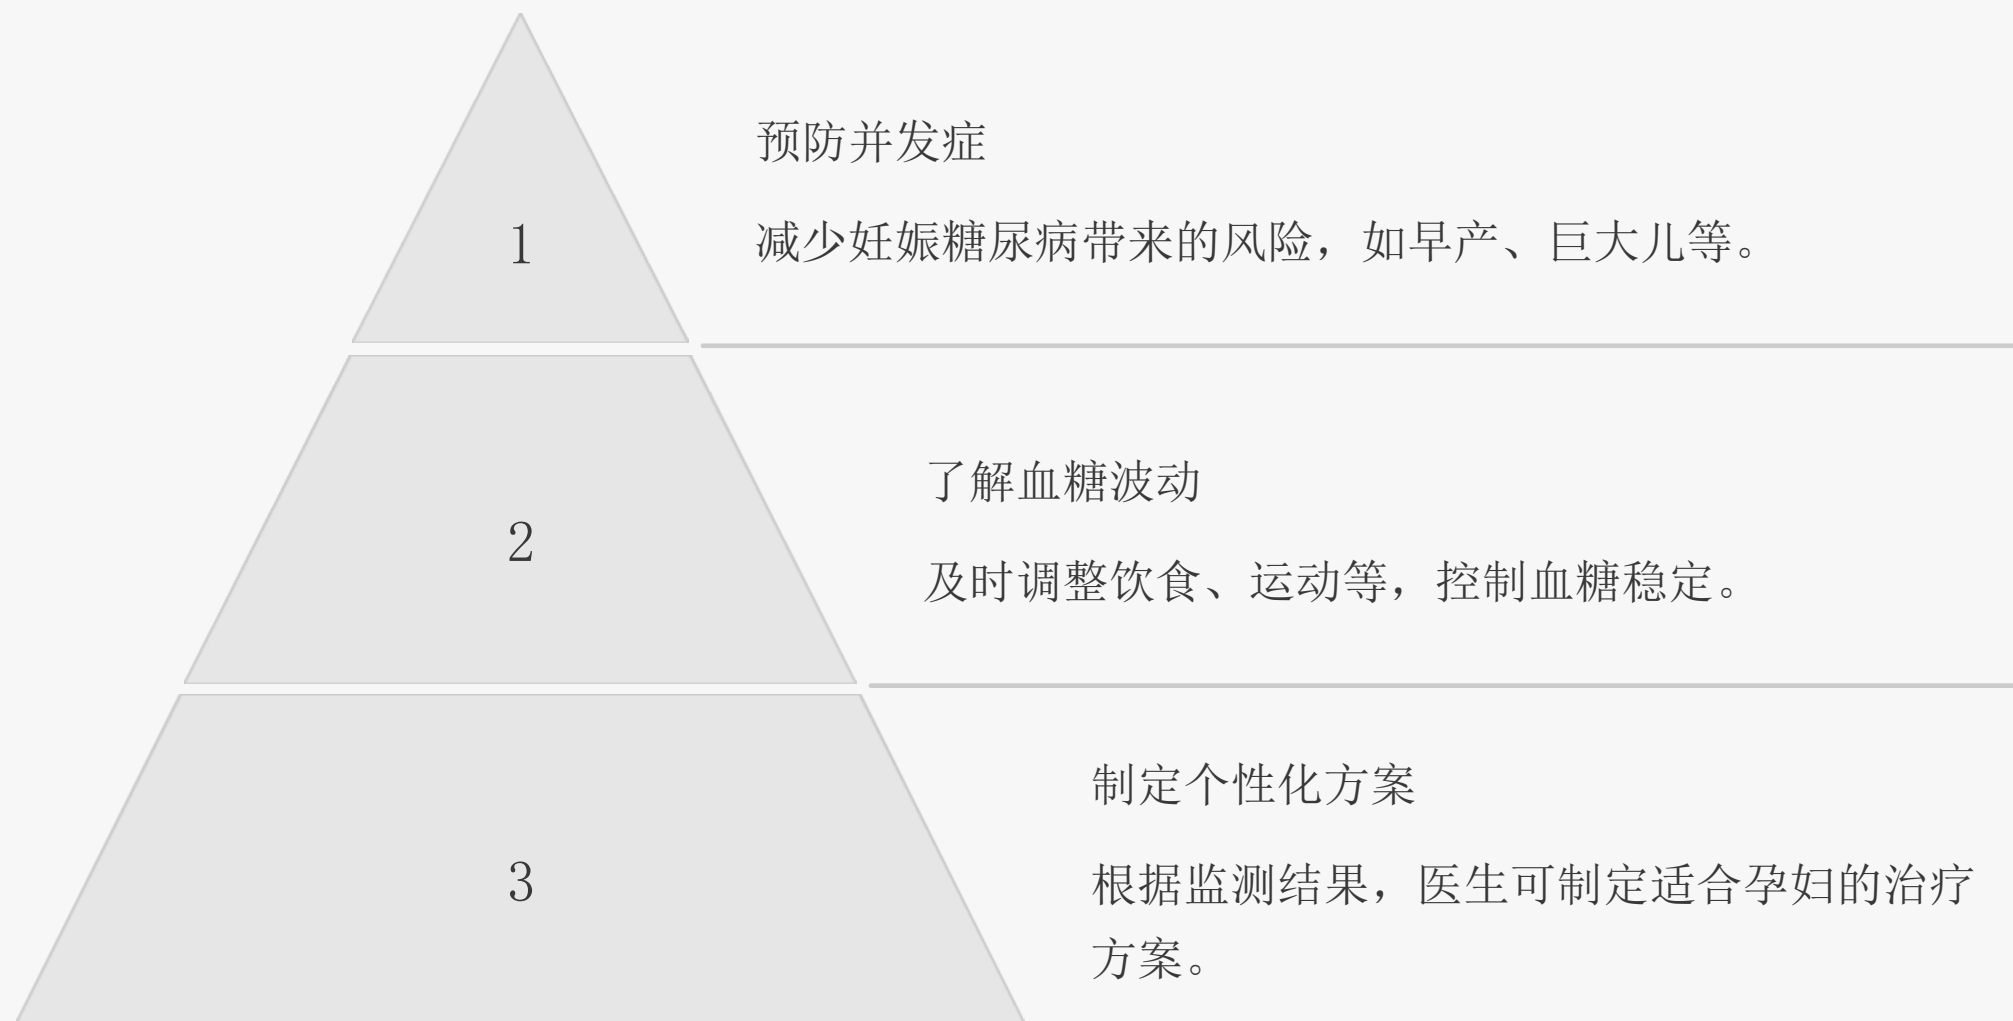 1
预防并发症
减少妊娠糖尿病带来的风险，如早产、巨大儿等。
2
了解血糖波动
及时调整饮食、运动等，控制血糖稳定。
3
制定个性化方案
根据监测结果，医生可制定适合孕妇的治疗
方案。